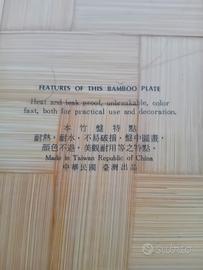 FEATURES OF THIS BAMBOO PLATE
Heat and leak proof, unbreakable, color
fast, both for practical use and decoration.
本竹盤特點
耐熱，耐水，不易破損，盤中圖畫，
顏色不退，美觀耐用等之特點。
Made in Taiwan Republic of China
中華民國 臺灣出品
subito